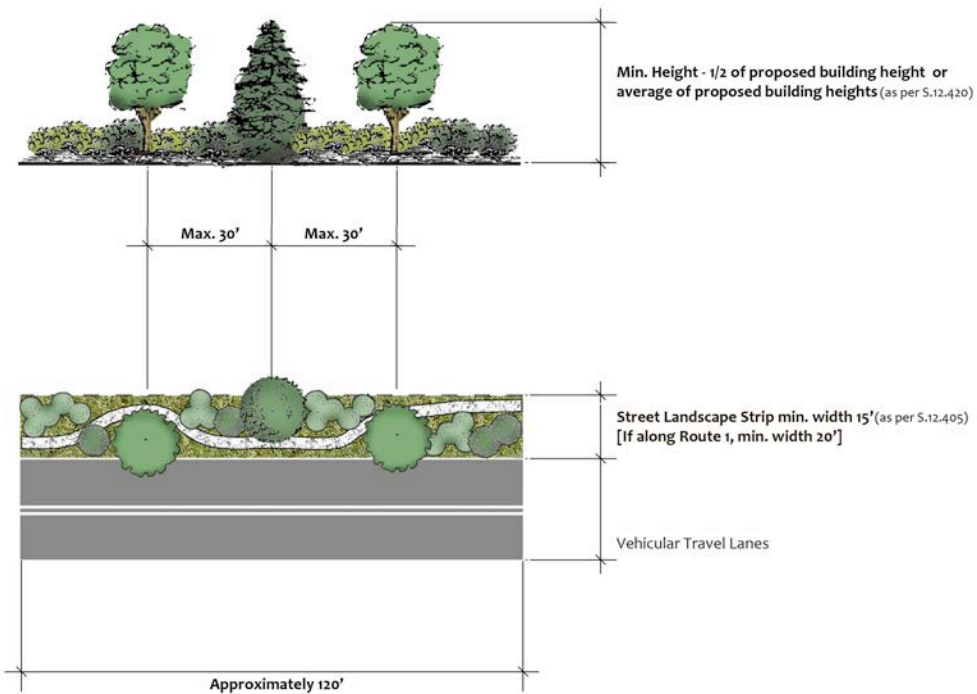 Min. Height - 1/2 of proposed building height or
average of proposed building heights (as per S.12.420)
Max. 30'
Max. 30'
Street Landscape Strip min. width 15' (as per S.12.405)
[If along Route 1, min. width 20']
Vehicular Travel Lanes
Approximately 120'